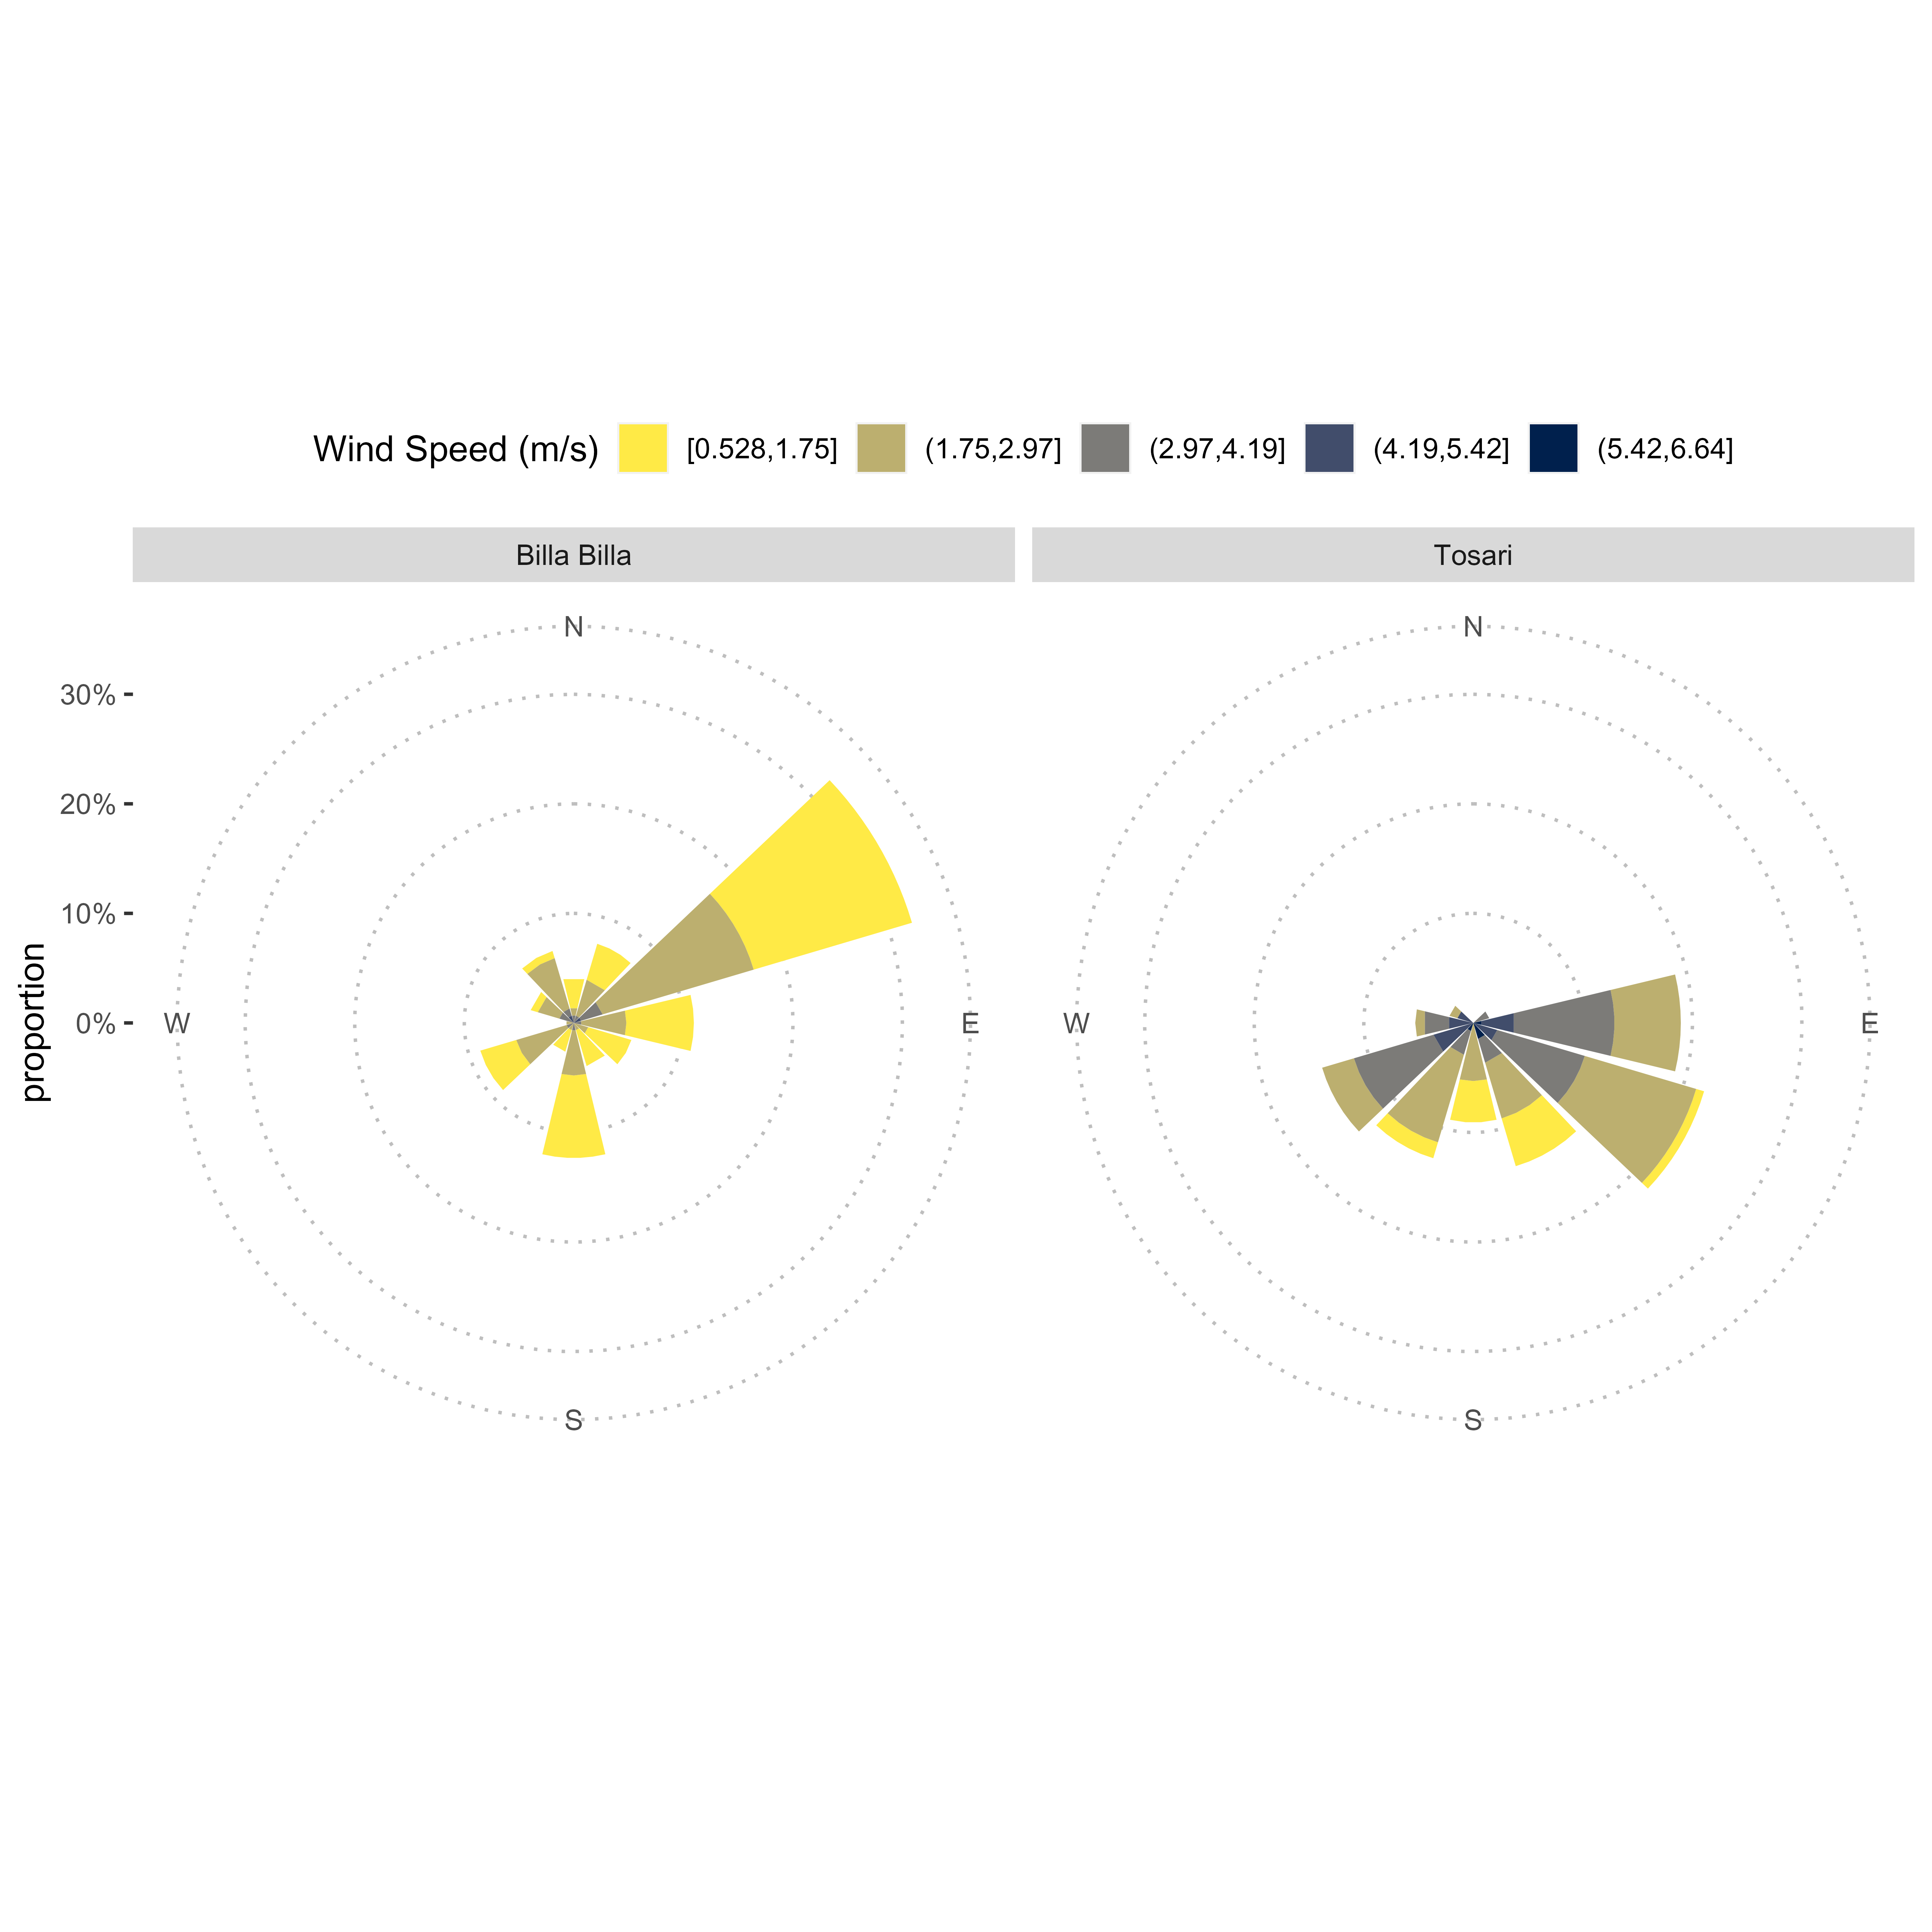 Wind Speed (m/s) [0.528,1.75] (1.75,2.97] (2.97,4.19] (4.19,5.42] (5.42,6.64]
Billa Billa Tosari
N N
30%
20%
10%
0%
W E W E
S S
proportion